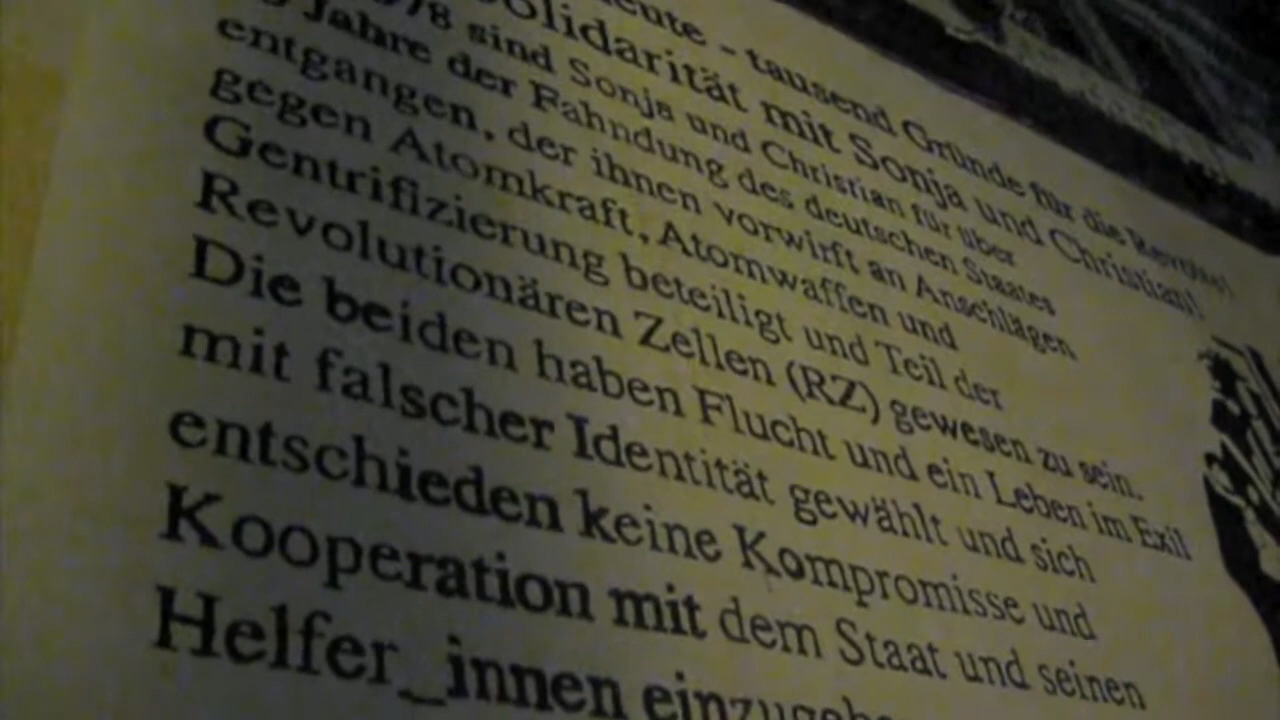 heute - tausend Gründe für die Revolte!
Solidarität mit Sonja und Christian!
1978 sind Sonja und Christian für über
Jahre der Fahndung des deutschen Staates
entgangen, der ihnen vorwirft an Anschlägen
gegen Atomkraft, Atomwaffen und
Gentrifizierung beteiligt und Teil der
Revolutionären Zellen (RZ) gewesen zu sein.
Die beiden haben Flucht und ein Leben im Exil
mit falscher Identität gewählt und sich
entschieden keine Kompromisse und
Kooperation mit dem Staat und seinen
Helfer_innen